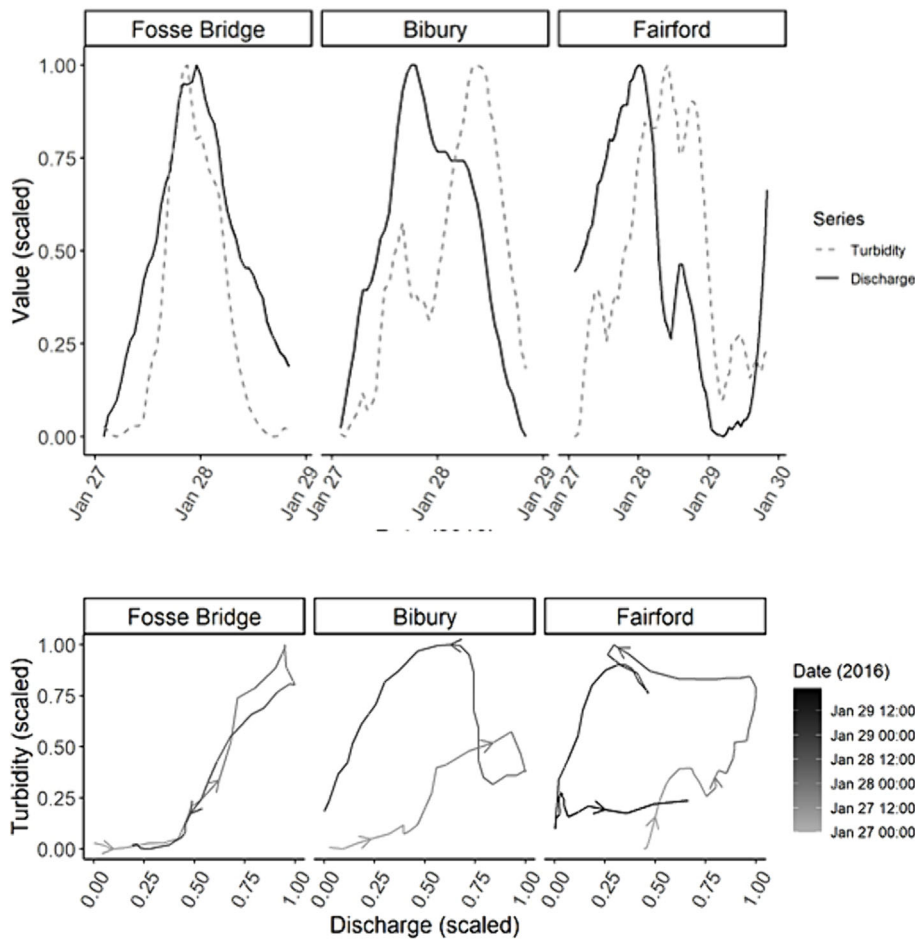 Fosse Bridge Bibury Fairford
1.00
0.75
0.50
0.25
0.00
Value (scaled)
Jan 27 Jan 28 Jan 29 Jan 27 Jan 28 Jan 29 Jan 27 Jan 28 Jan 29 Jan 30
Series
Turbidity
Discharge
Fosse Bridge Bibury Fairford
1.00
0.75
0.50
0.25
0.00
Turbidity (scaled)
0.00 0.25 0.50 0.75 1.00 0.00 0.25 0.50 0.75 1.00 0.00 0.25 0.50 0.75 1.00
Discharge (scaled)
Date (2016)
Jan 29 12:00
Jan 29 00:00
Jan 28 12:00
Jan 28 00:00
Jan 27 12:00
Jan 27 00:00